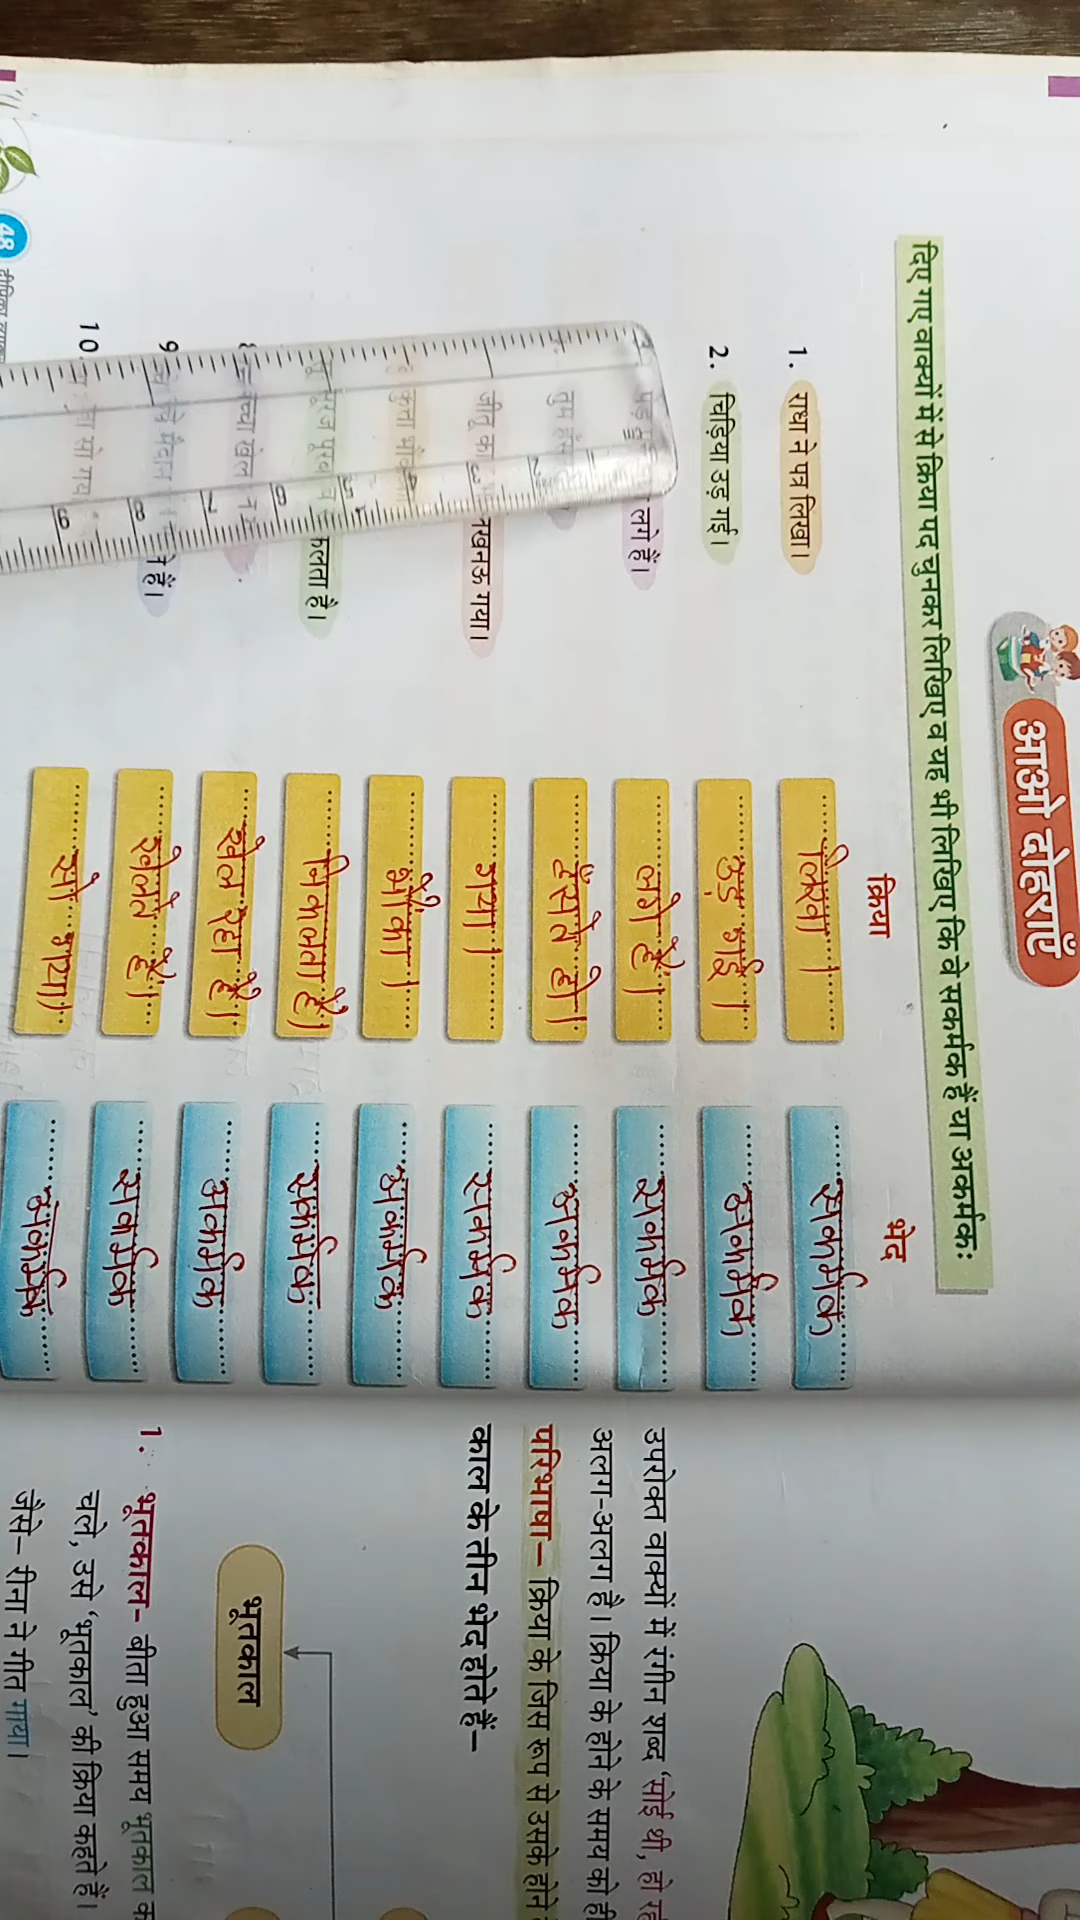 आओ दोहराएँ
दिए गए वाक्यों में से क्रिया पद चुनकर लिखिए व यह भी लिखिए कि वे सकर्मक हैं या अकर्मक:
क्रिया भेद
1. राधा ने पत्र लिखा। लिखा। सकर्मक
2. चिड़िया उड़ गई। उड़ गई। अकर्मक
लगे हैं। लगे हैं। सकर्मक
तुम हँस हँसते हो। अकर्मक
जीतू का लखनऊ गया। गया। सकर्मक
कुत्ता भौंका भौंका। अकर्मक
सूरज पूरब निकलता है। निकलता है। सकर्मक
बच्चा खेल खेल रहा है। अकर्मक
9. मैदान हैं। खेलते हैं। सकर्मक
10. सो गया सो गया। अकर्मक
48
उपरोक्त वाक्यों में रंगीन शब्द 'सोई थी, हो
अलग-अलग है। क्रिया के होने के समय को ही
परिभाषा– क्रिया के जिस रूप से उसके होने
काल के तीन भेद होते हैं–
भूतकाल
1. भूतकाल– बीता हुआ समय भूतकाल
चले, उसे 'भूतकाल' की क्रिया कहते हैं।
जैसे– रीना ने गीत गाया।